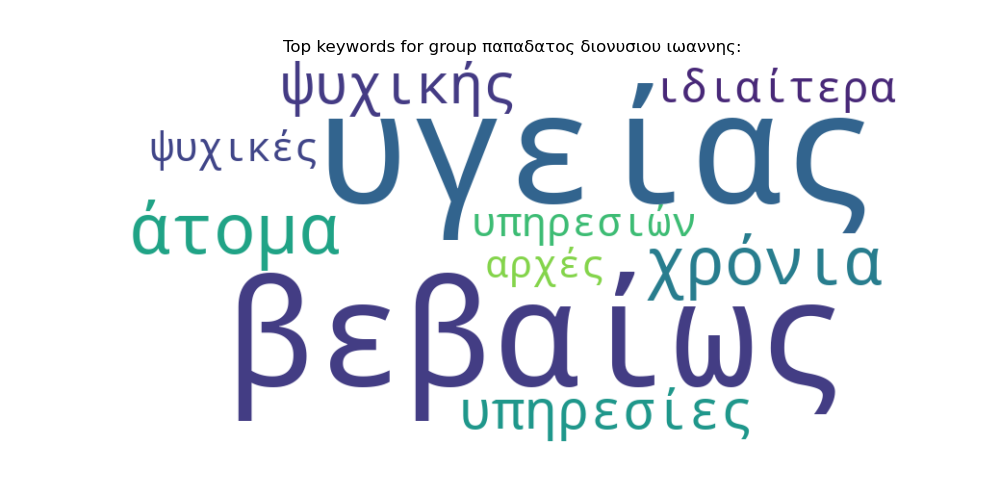 Top keywords for group παπαδατος διονυσιου ιωαννης:
ψυχικής
ιδιαίτερα
υγείας
ψυχικές
άτομα
υπηρεσιών
χρόνια
αρχές
βεβαίως
υπηρεσίες